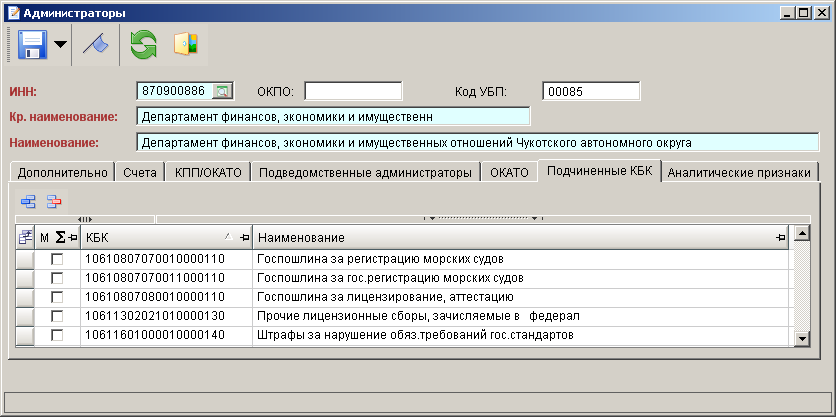 Администраторы
ИНН: 870900886 ОКПО: Код УБП: 00085
Кр. наименование: Департамент финансов, экономики и имущественн
Наименование: Департамент финансов, экономики и имущественных отношений Чукотского автономного округа
Дополнительно Счета КПП/ОКАТО Подведомственные администраторы ОКАТО Подчиненные КБК Аналитические признаки
М Σ КБК Наименование
10610807070010000110 Госпошлина за регистрацию морских судов
10610807070011000110 Госпошлина за гос.регистрацию морских судов
10610807080010000110 Госпошлина за лицензирование, аттестацию
10611302021010000130 Прочие лицензионные сборы, зачисляемые в федерал
10611601000010000140 Штрафы за нарушение обяз.требований гос.стандартов